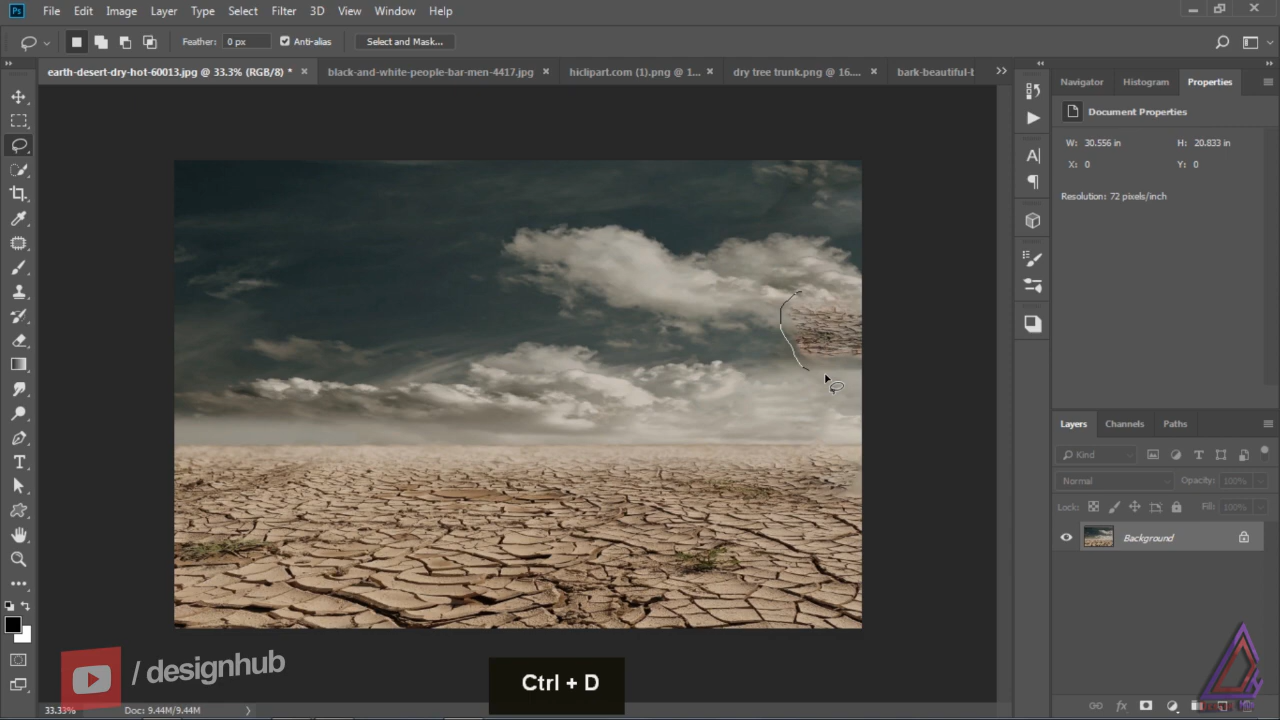 Ps File Edit Image Layer Type Select Filter 3D View Window Help
Feather: 0 px Anti-alias Select and Mask...
earth-desert-dry-hot-60013.jpg @ 33.3% (RGB/8) * × black-and-white-people-bar-men-4417.jpg × hiclipart.com (1).png @ 1... × dry tree trunk.png @ 16.... × bark-beautiful-b
Navigator Histogram Properties
Document Properties
W: 30.556 in H: 20.833 in
X: 0 Y: 0
Resolution: 72 pixels/inch
Layers Channels Paths
Kind
Normal Opacity: 100%
Lock: Fill: 100%
Background
/ designhub
Ctrl + D
33.33% Doc: 9.44M/9.44M